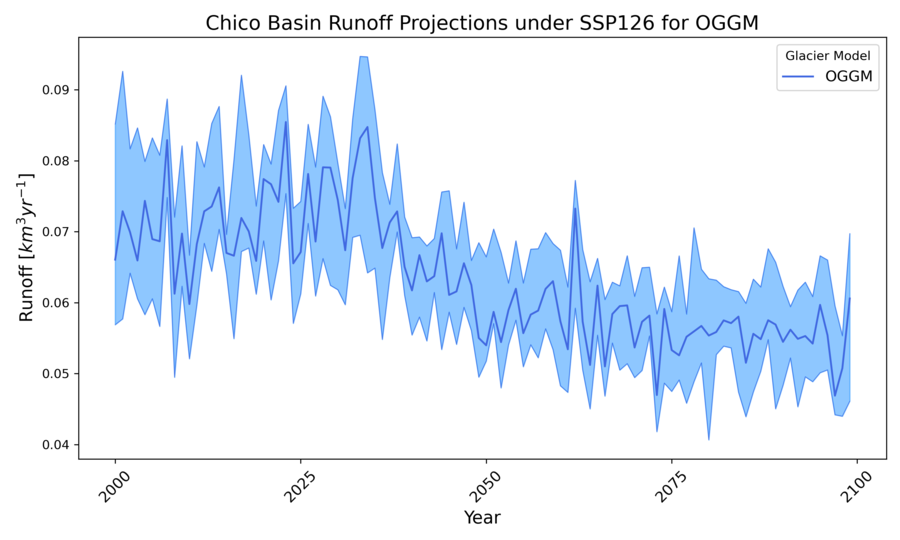 Chico Basin Runoff Projections under SSP126 for OGGM
Glacier Model
OGGM
0.09
0.08
0.07
0.06
0.05
0.04
Runoff [km³yr⁻¹]
2000
2025
2050
2075
2100
Year